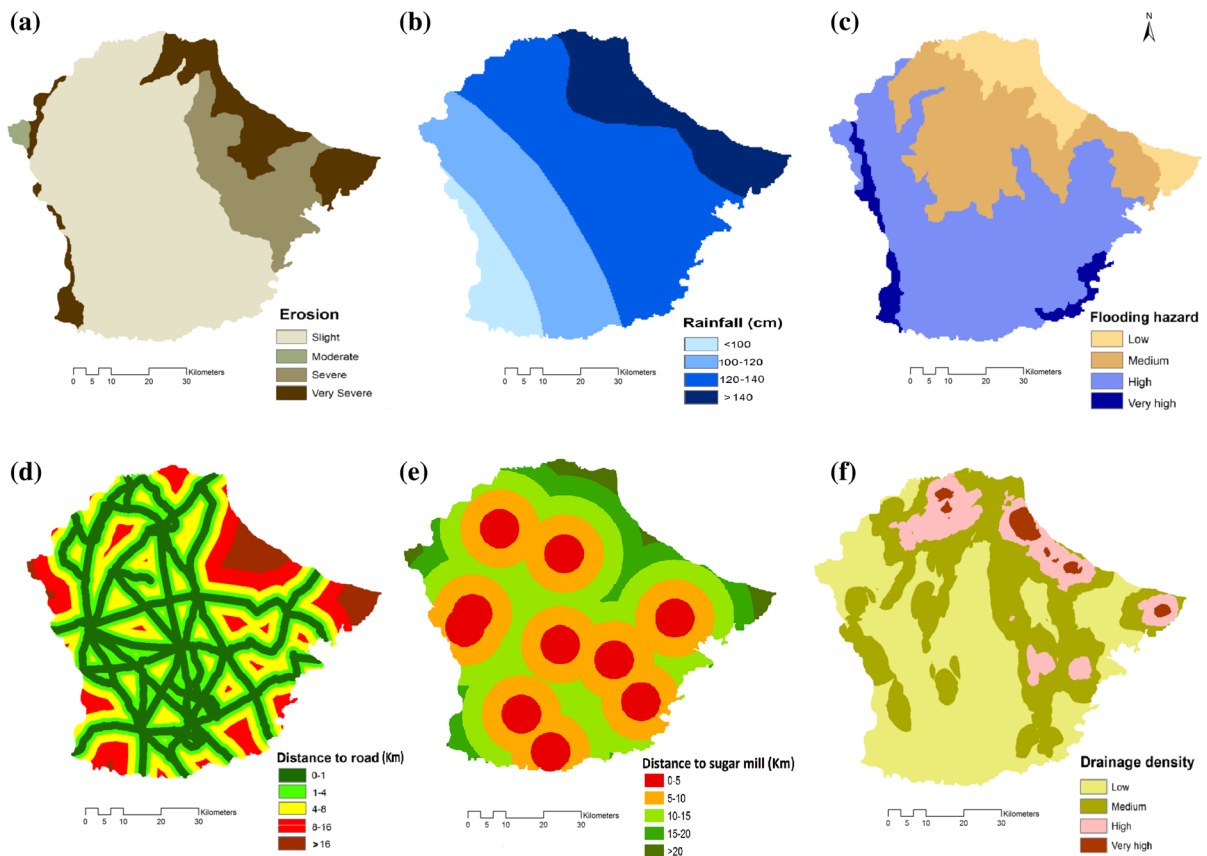 (a)
Erosion
Slight
Moderate
Severe
Very Severe
0 5 10 20 30 Kilometers
(b)
Rainfall (cm)
<100
100-120
120-140
>140
0 5 10 20 30 Kilometers
(c)
N
Flooding hazard
Low
Medium
High
Very high
0 5 10 20 30 Kilometers
(d)
Distance to road (Km)
0-1
1-4
4-8
8-16
>16
0 5 10 20 30 Kilometers
(e)
Distance to sugar mill (Km)
0-5
5-10
10-15
15-20
>20
0 5 10 20 30 Kilometers
(f)
Drainage density
Low
Medium
High
Very high
0 5 10 20 30 Kilometers